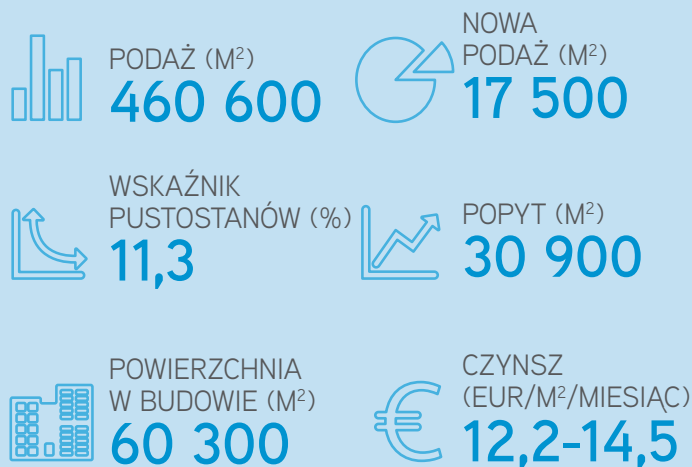 PODAŻ (M²)
460 600
NOWA
PODAŻ (M²)
17 500
WSKAŹNIK
PUSTOSTANÓW (%)
11,3
POPYT (M²)
30 900
POWIERZCHNIA
W BUDOWIE (M²)
60 300
CZYNSZ
(EUR/M²/MIESIĄC)
12,2-14,5